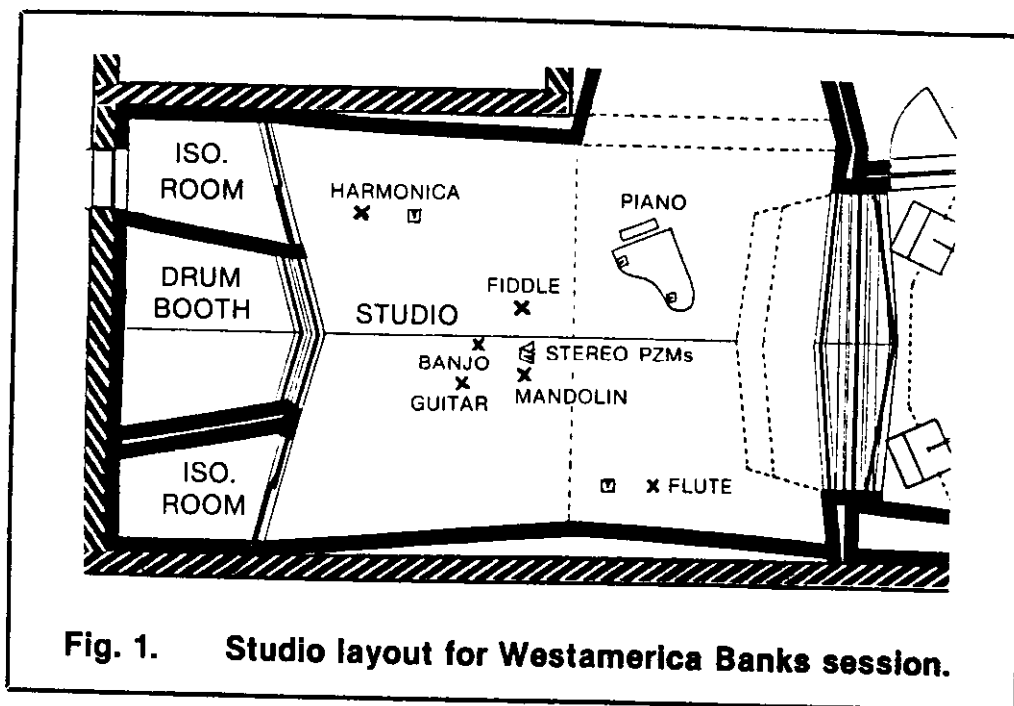 ISO.
ROOM
HARMONICA
PIANO
DRUM
BOOTH
FIDDLE
STUDIO
STEREO PZMs
BANJO
MANDOLIN
GUITAR
ISO.
ROOM
FLUTE
Fig. 1. Studio layout for Westamerica Banks session.